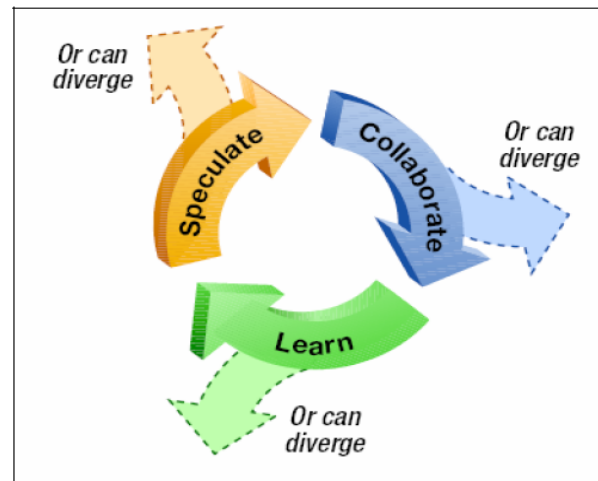 Or can
diverge
Speculate
Collaborate
Or can
diverge
Learn
Or can
diverge